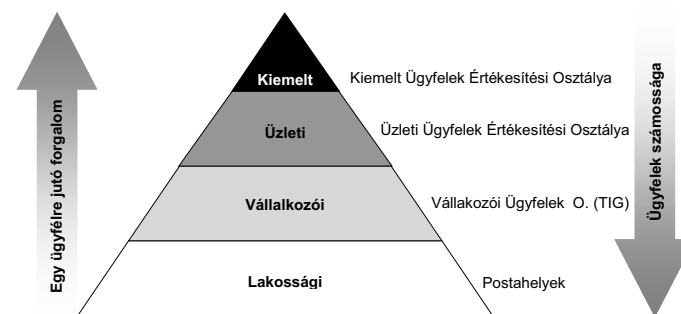 Egy ügyfélre jutó forgalom
Kiemelt
Kiemelt Ügyfelek Értékesítési Osztálya
Üzleti
Üzleti Ügyfelek Értékesítési Osztálya
Vállalkozói
Vállakozói Ügyfelek O. (TIG)
Lakossági
Postahelyek
Ügyfelek számossága